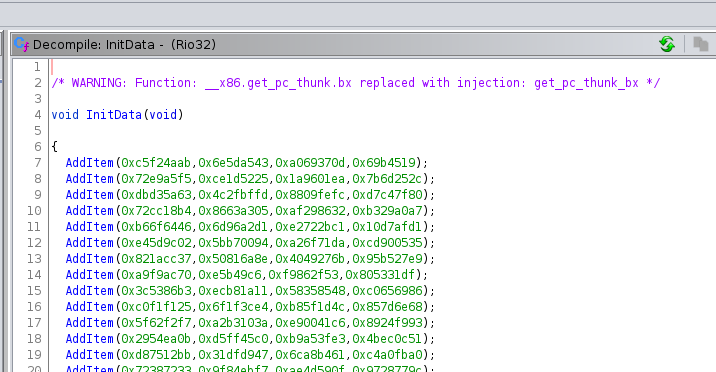 Decompile: InitData - (Rio32)
1
2 /* WARNING: Function: __x86.get_pc_thunk.bx replaced with injection: get_pc_thunk_bx */
3
4 void InitData(void)
5
6 {
7 AddItem(0xc5f24aab,0x6e5da543,0xa069370d,0x69b4519);
8 AddItem(0x72e9a5f5,0xce1d5225,0x1a9601ea,0x7b6d252c);
9 AddItem(0xdbd35a63,0x4c2fbffd,0x8809fefc,0xd7c47f80);
10 AddItem(0x72cc18b4,0x8663a305,0xaf298632,0xb329a0a7);
11 AddItem(0xb66f6446,0x6d96a2d1,0xe2722bc1,0x10d7afd1);
12 AddItem(0xe45d9c02,0x5bb70094,0xa26f71da,0xcd900535);
13 AddItem(0x821acc37,0x50816a8e,0x4049276b,0x95b527e9);
14 AddItem(0xa9f9ac70,0xe5b49c6,0xf9862f53,0x805331df);
15 AddItem(0x3c5386b3,0xecb81a11,0x58358548,0xc0656986);
16 AddItem(0xc0f1f125,0x6f1f3ce4,0xb85f1d4c,0x857d6e68);
17 AddItem(0x5f62f2f7,0xa2b3103a,0xe90041c6,0x8924f993);
18 AddItem(0x2954ea0b,0xd5ff45c0,0xb9a53fe3,0x4bec0c51);
19 AddItem(0xd87512bb,0x31dfd947,0x6ca8b461,0xc4a0fba0);
20 AddItem(0x72387233,0x9f84ebf7,0xae4d590f,0x9728779c);